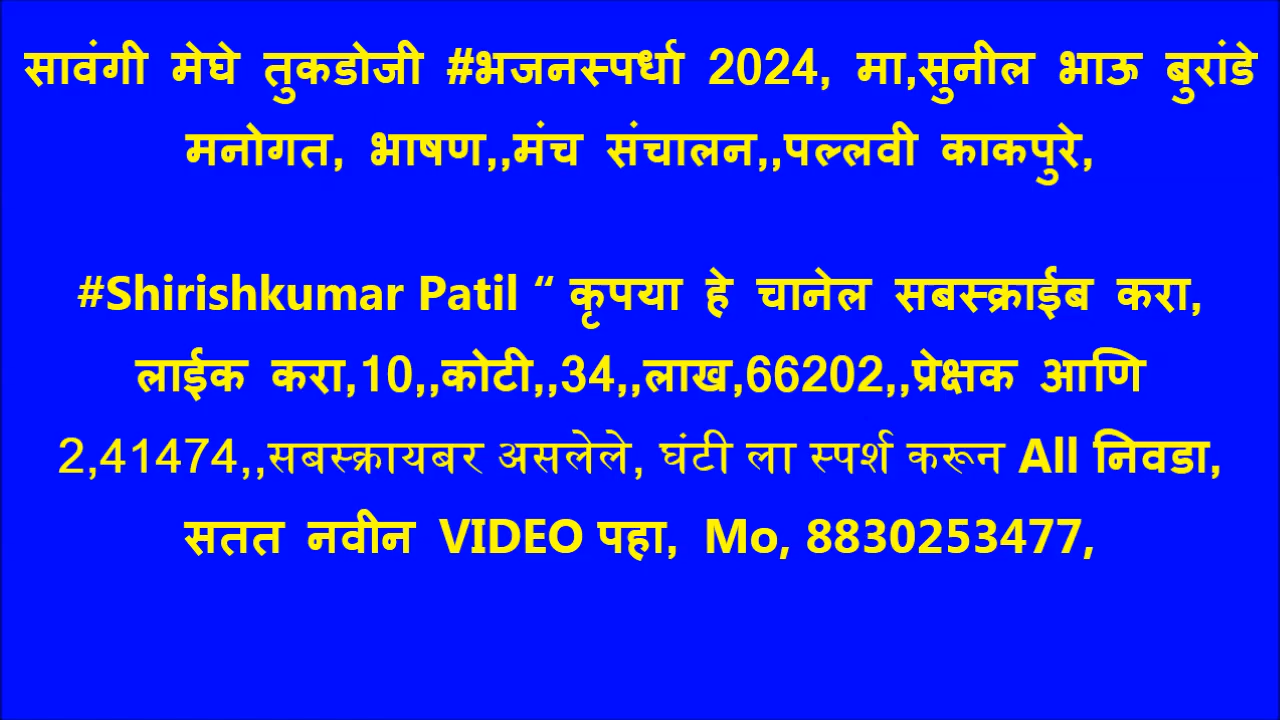 सावंगी मेघे तुकडोजी #भजनस्पर्धा 2024, मा,सुनील भाऊ बुरांडे
मनोगत, भाषण,,मंच संचालन,,पल्लवी काकपुरे,
#Shirishkumar Patil “ कृपया हे चानेल सबस्क्राईब करा,
लाईक करा,10,,कोटी,,34,,लाख,66202,,प्रेक्षक आणि
2,41474,,सबस्क्रायबर असलेले, घंटी ला स्पर्श करून All निवडा,
सतत नवीन VIDEO पहा, Mo, 8830253477,